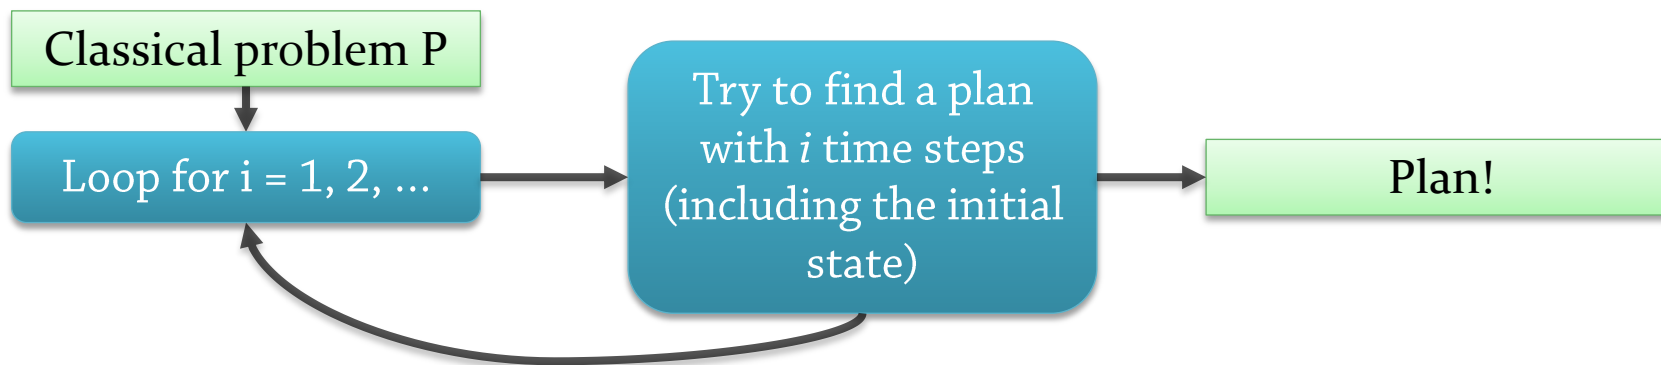 Classical problem P
Loop for i = 1, 2, …
Try to find a plan
with i time steps
(including the initial
state)
Plan!